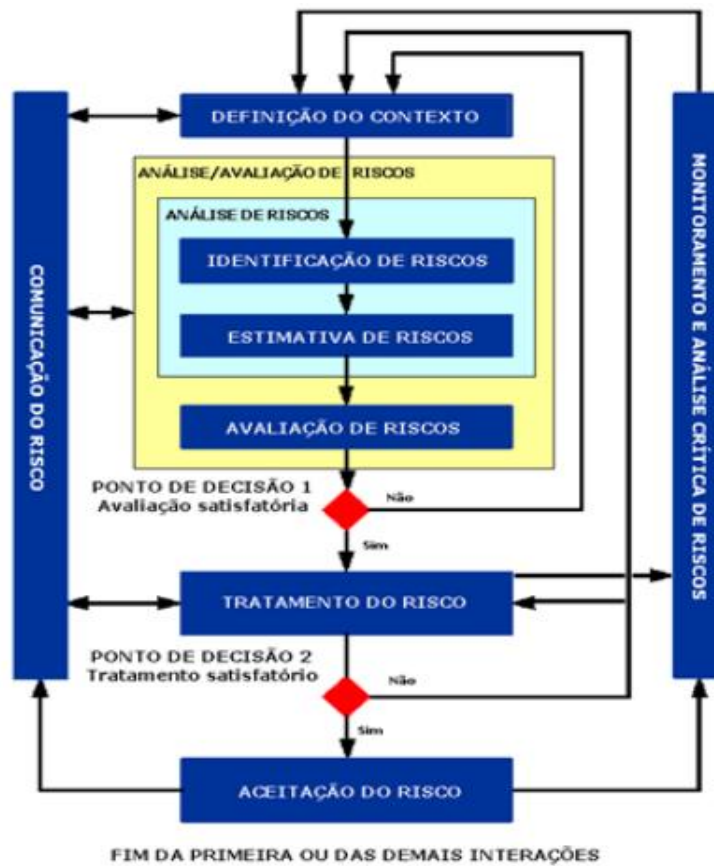 DEFINIÇÃO DO CONTEXTO
ANÁLISE/AVALIAÇÃO DE RISCOS
ANÁLISE DE RISCOS
IDENTIFICAÇÃO DE RISCOS
ESTIMATIVA DE RISCOS
AVALIAÇÃO DE RISCOS
COMUNICAÇÃO DO RISCO
MONITORAMENTO E ANÁLISE CRÍTICA DE RISCOS
PONTO DE DECISÃO 1
Avaliação satisfatória
Não
Sim
TRATAMENTO DO RISCO
PONTO DE DECISÃO 2
Tratamento satisfatório
Não
Sim
ACEITAÇÃO DO RISCO
FIM DA PRIMEIRA OU DAS DEMAIS INTERAÇÕES